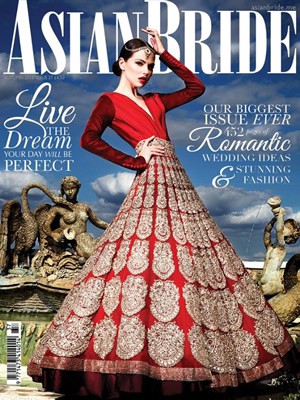 asianbride.me
ASIAN BRIDE
Live
THE
Dream
YOUR DAY WILL BE
PERFECT
OUR BIGGEST
ISSUE EVER
452 pages of
Romantic
WEDDING IDEAS
& STUNNING
FASHION